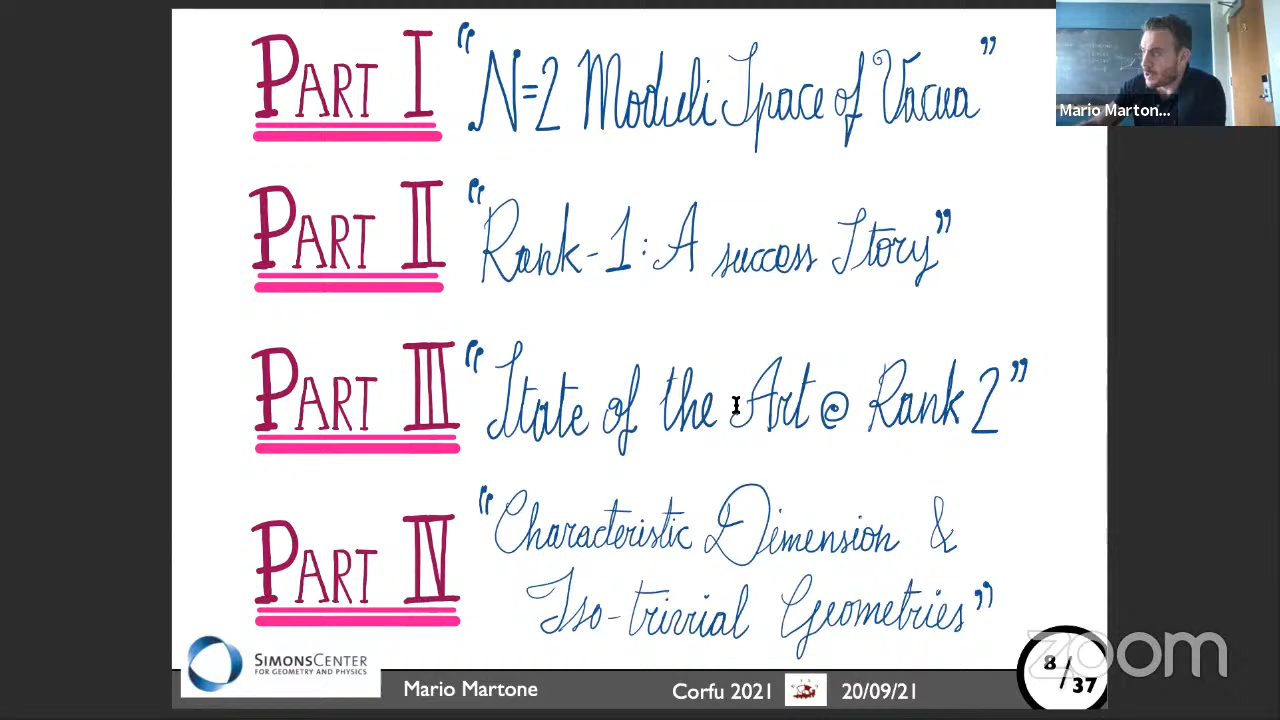 PART I "N=2 Moduli Space of Vacua"
Mario Marton...
PART II "Rank-1: A success Story"
PART III "State of the Art @ Rank 2"
PART IV "Characteristic Dimension &
Iso-trivial Geometries"
SIMONSCENTER
FOR GEOMETRY AND PHYSICS
Mario Martone
Corfu 2021
20/09/21
8/37
zoom